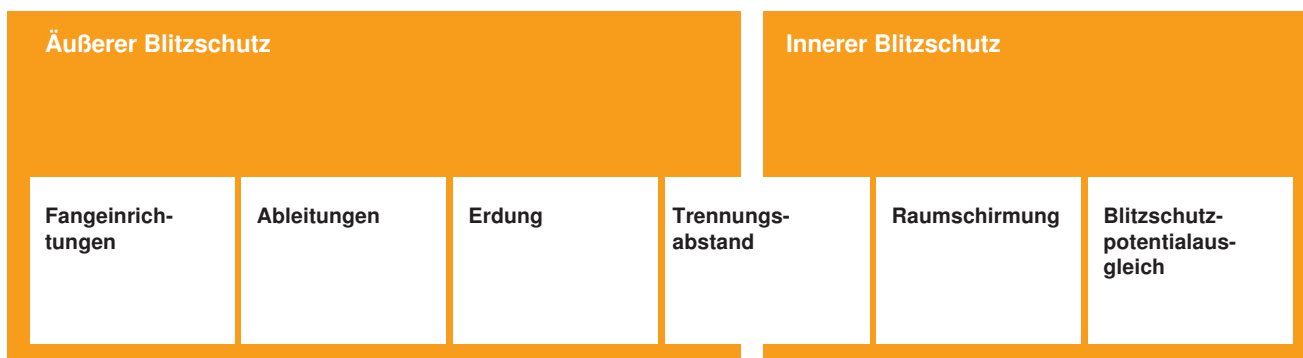 Äußerer Blitzschutz
Innerer Blitzschutz
Fangeinrich-
tungen
Ableitungen
Erdung
Trennungs-
abstand
Raumschirmung
Blitzschutz-
potentialaus-
gleich